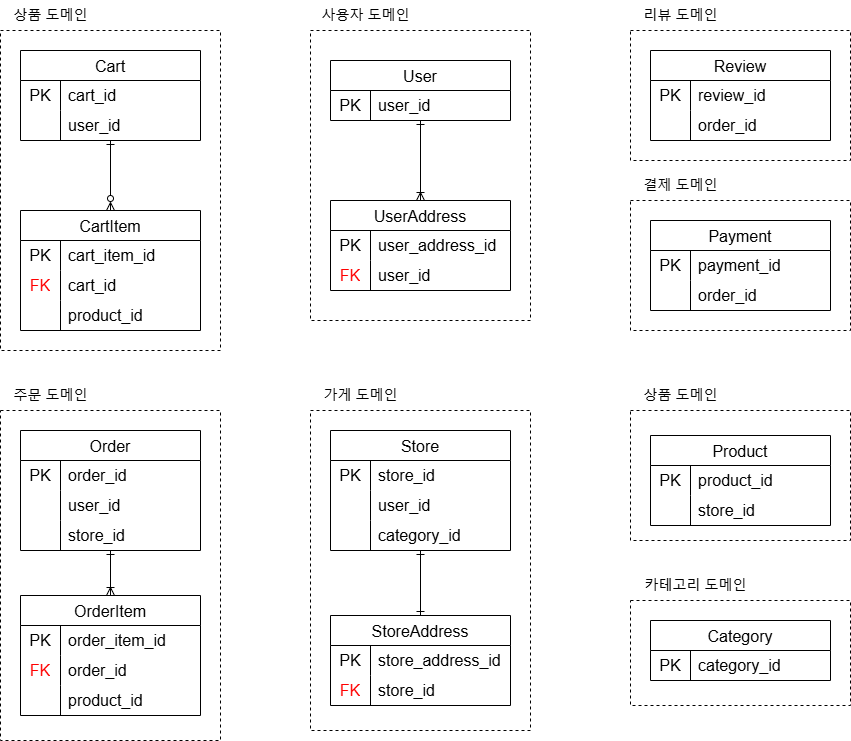 상품 도메인
Cart
PK cart_id
user_id
CartItem
PK cart_item_id
FK cart_id
product_id
사용자 도메인
User
PK user_id
UserAddress
PK user_address_id
FK user_id
리뷰 도메인
Review
PK review_id
order_id
결제 도메인
Payment
PK payment_id
order_id
주문 도메인
Order
PK order_id
user_id
store_id
OrderItem
PK order_item_id
FK order_id
product_id
가게 도메인
Store
PK store_id
user_id
category_id
StoreAddress
PK store_address_id
FK store_id
상품 도메인
Product
PK product_id
store_id
카테고리 도메인
Category
PK category_id